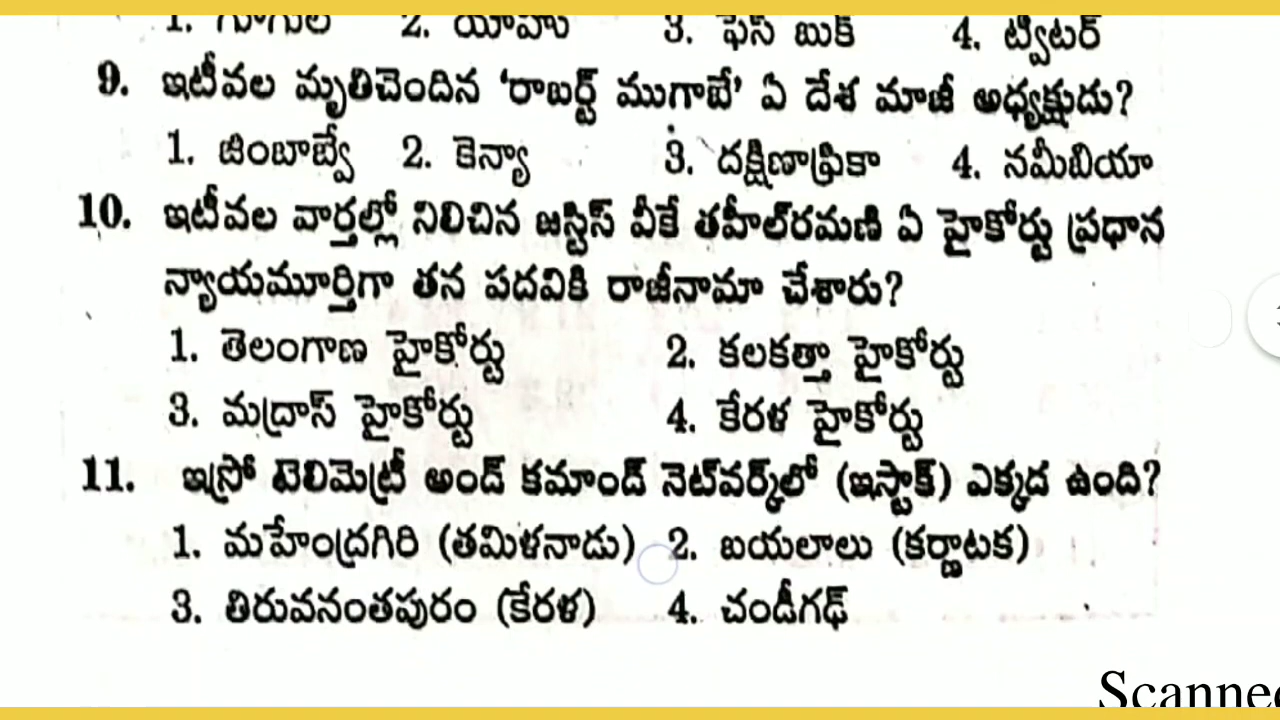 1. గూగుల్ 2. యాహు 3. ఫేస్ బుక్ 4. ట్విటర్
9. ఇటీవల మృతిచెందిన ‘రాబర్ట్ ముగాబే’ ఏ దేశ మాజీ అధ్యక్షుడు?
1. జింబాబ్వే 2. కెన్యా 3. దక్షిణాఫ్రికా 4. నమీబియా
10. ఇటీవల వార్తల్లో నిలిచిన జస్టిస్ వీకే తహీల్‌రమణి ఏ హైకోర్టు ప్రధాన
న్యాయమూర్తిగా తన పదవికి రాజీనామా చేశారు?
1. తెలంగాణ హైకోర్టు 2. కలకత్తా హైకోర్టు
3. మద్రాస్ హైకోర్టు 4. కేరళ హైకోర్టు
11. ఇస్రో టెలిమెట్రీ అండ్ కమాండ్ నెట్‌వర్క్‌లో (ఇస్టాక్) ఎక్కడ ఉంది?
1. మహేంద్రగిరి (తమిళనాడు) 2. బయలాలు (కర్ణాటక)
3. తిరువనంతపురం (కేరళ) 4. చండీగఢ్
Scanned